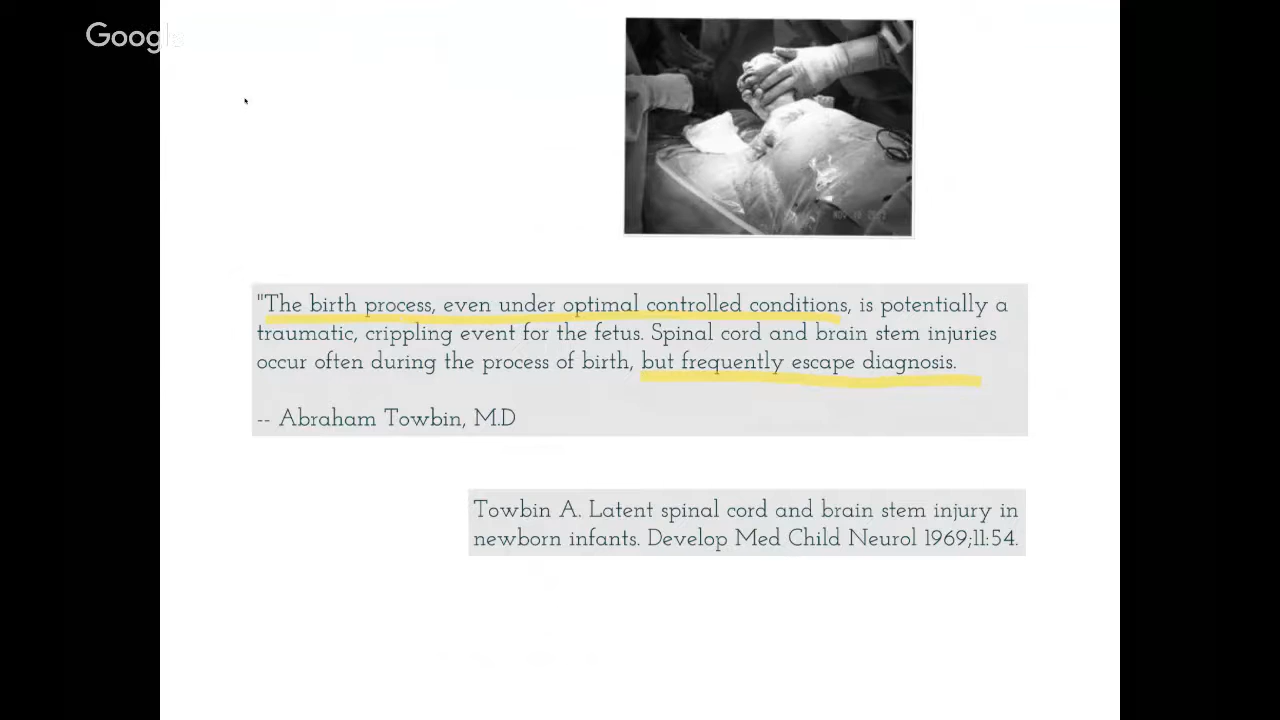 Google
"The birth process, even under optimal controlled conditions, is potentially a
traumatic, crippling event for the fetus. Spinal cord and brain stem injuries
occur often during the process of birth, but frequently escape diagnosis.
-- Abraham Towbin, M.D
Towbin A. Latent spinal cord and brain stem injury in
newborn infants. Develop Med Child Neurol 1969;11:54.